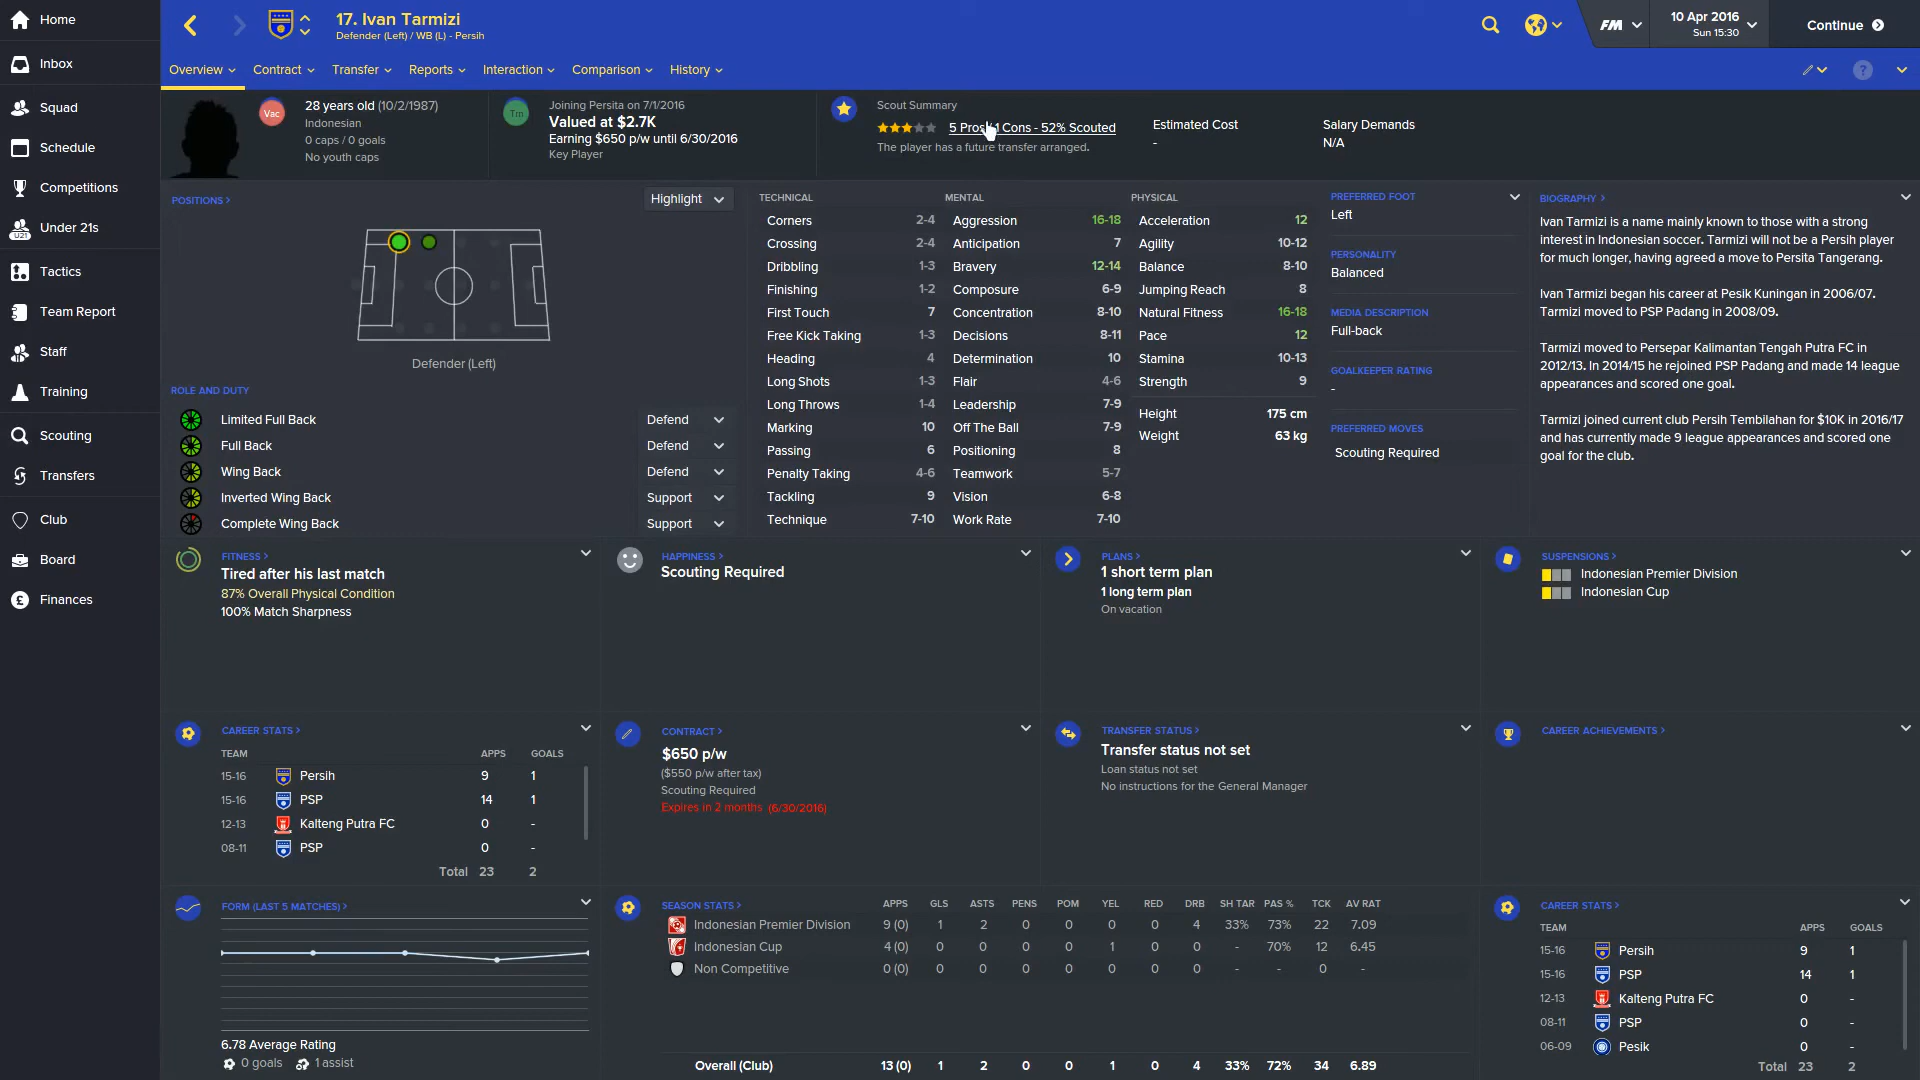 Home
Inbox
Squad
Schedule
Competitions
Under 21s
Tactics
Team Report
Staff
Training
Scouting
Transfers
Club
Board
Finances
17. Ivan Tarmizi
Defender (Left) / WB (L) - Persih
FM
10 Apr 2016
Sun 15:30
Continue
Overview Contract Transfer Reports Interaction Comparison History
?
Vac
28 years old (10/2/1987)
Indonesian
0 caps / 0 goals
No youth caps
Trn
Joining Persita on 7/1/2016
Valued at $2.7K
Earning $650 p/w until 6/30/2016
Key Player
Scout Summary
5 Pros/1 Cons - 52% Scouted
The player has a future transfer arranged.
Estimated Cost
-
Salary Demands
N/A
POSITIONS >
Highlight
Defender (Left)
ROLE AND DUTY
Limited Full Back Defend
Full Back Defend
Wing Back Defend
Inverted Wing Back Support
Complete Wing Back Support
TECHNICAL
Corners 2-4
Crossing 2-4
Dribbling 1-3
Finishing 1-2
First Touch 7
Free Kick Taking 1-3
Heading 4
Long Shots 1-3
Long Throws 1-4
Marking 10
Passing 6
Penalty Taking 4-6
Tackling 9
Technique 7-10
MENTAL
Aggression 16-18
Anticipation 7
Bravery 12-14
Composure 6-9
Concentration 8-10
Decisions 8-11
Determination 10
Flair 4-6
Leadership 7-9
Off The Ball 7-9
Positioning 8
Teamwork 5-7
Vision 6-8
Work Rate 7-10
PHYSICAL
Acceleration 12
Agility 10-12
Balance 8-10
Jumping Reach 8
Natural Fitness 16-18
Pace 12
Stamina 10-13
Strength 9
Height 175 cm
Weight 63 kg
PREFERRED FOOT
Left
PERSONALITY
Balanced
MEDIA DESCRIPTION
Full-back
GOALKEEPER RATING
-
PREFERRED MOVES
Scouting Required
BIOGRAPHY >
Ivan Tarmizi is a name mainly known to those with a strong
interest in Indonesian soccer. Tarmizi will not be a Persih player
for much longer, having agreed a move to Persita Tangerang.
Ivan Tarmizi began his career at Pesik Kuningan in 2006/07.
Tarmizi moved to PSP Padang in 2008/09.
Tarmizi moved to Persepar Kalimantan Tengah Putra FC in
2012/13. In 2014/15 he rejoined PSP Padang and made 14 league
appearances and scored one goal.
Tarmizi joined current club Persih Tembilahan for $10K in 2016/17
and has currently made 9 league appearances and scored one
goal for the club.
FITNESS >
Tired after his last match
87% Overall Physical Condition
100% Match Sharpness
HAPPINESS >
Scouting Required
PLANS >
1 short term plan
1 long term plan
On vacation
SUSPENSIONS >
Indonesian Premier Division
Indonesian Cup
CAREER STATS >
TEAM APPS GOALS
15-16 Persih 9 1
15-16 PSP 14 1
12-13 Kalteng Putra FC 0 -
08-11 PSP 0 -
Total 23 2
CONTRACT >
$650 p/w
($550 p/w after tax)
Scouting Required
Expires in 2 months (6/30/2016)
TRANSFER STATUS >
Transfer status not set
Loan status not set
No instructions for the General Manager
CAREER ACHIEVEMENTS >
FORM (LAST 5 MATCHES) >
6.78 Average Rating
0 goals 1 assist
SEASON STATS > APPS GLS ASTS PENS POM YEL RED DRB SH TAR PAS % TCK AV RAT
Indonesian Premier Division 9 (0) 1 2 0 0 0 0 4 33% 73% 22 7.09
Indonesian Cup 4 (0) 0 0 0 0 1 0 0 - 70% 12 6.45
Non Competitive 0 (0) 0 0 0 0 0 0 0 - - 0 -
Overall (Club) 13 (0) 1 2 0 0 1 0 4 33% 72% 34 6.89
CAREER STATS >
TEAM APPS GOALS
15-16 Persih 9 1
15-16 PSP 14 1
12-13 Kalteng Putra FC 0 -
08-11 PSP 0 -
06-09 Pesik 0 -
Total 23 2